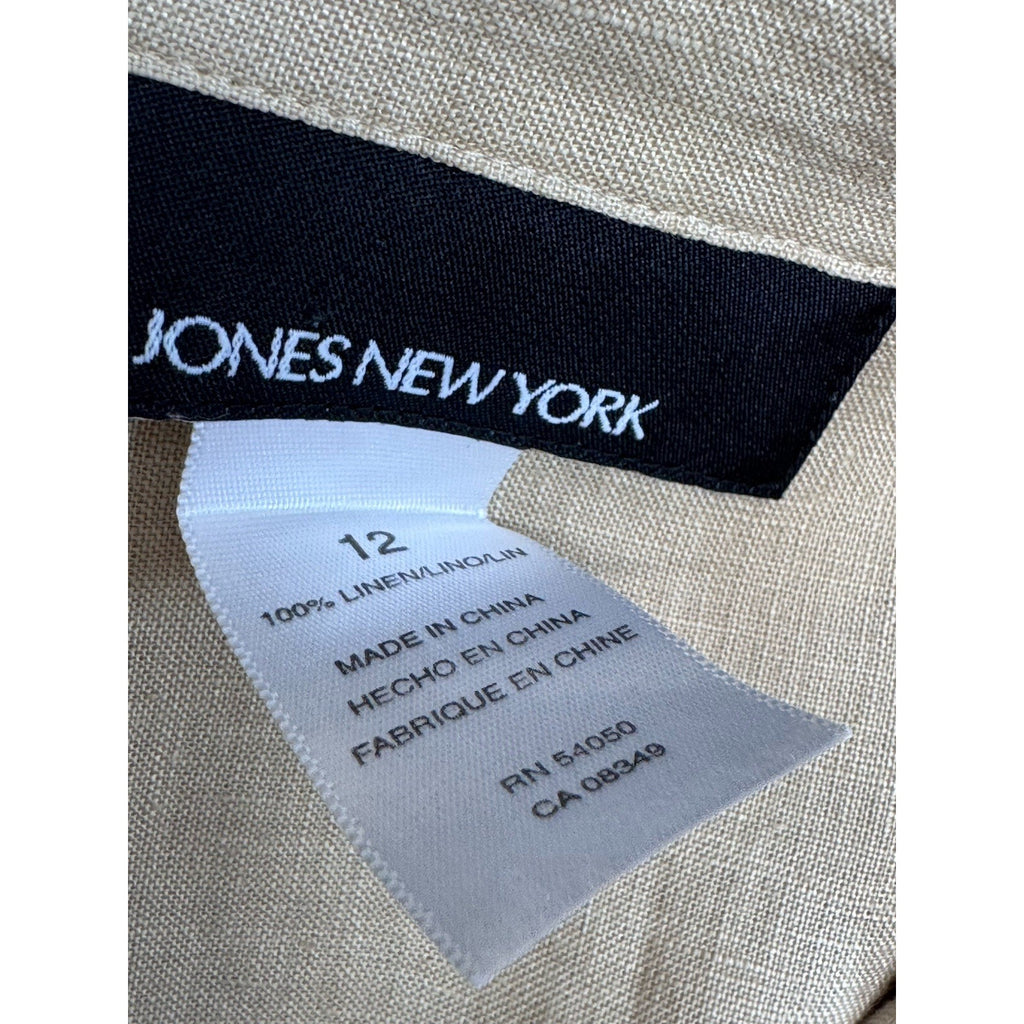 JONES NEW YORK
12
100% LINEN/LINO/LIN
MADE IN CHINA
HECHO EN CHINA
FABRIQUE EN CHINE
RN 54050
CA 08349